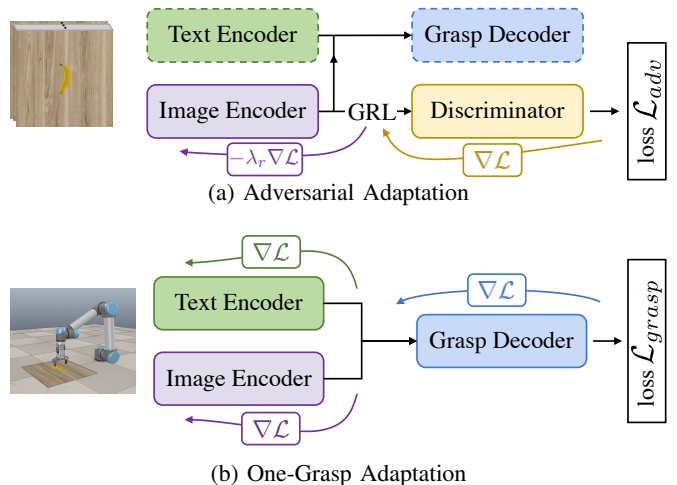 Text Encoder
Grasp Decoder
Image Encoder
GRL
Discriminator
loss $\mathcal{L}_{adv}$
$-\lambda_r \nabla \mathcal{L}$
$\nabla \mathcal{L}$
(a) Adversarial Adaptation
$\nabla \mathcal{L}$
Text Encoder
$\nabla \mathcal{L}$
Grasp Decoder
Image Encoder
loss $\mathcal{L}_{grasp}$
$\nabla \mathcal{L}$
(b) One-Grasp Adaptation